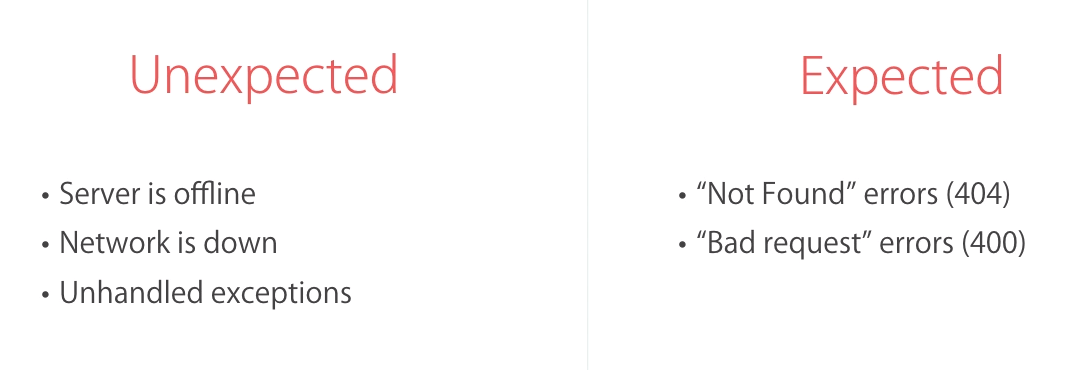 Unexpected
• Server is offline
• Network is down
• Unhandled exceptions
Expected
• “Not Found” errors (404)
• “Bad request” errors (400)